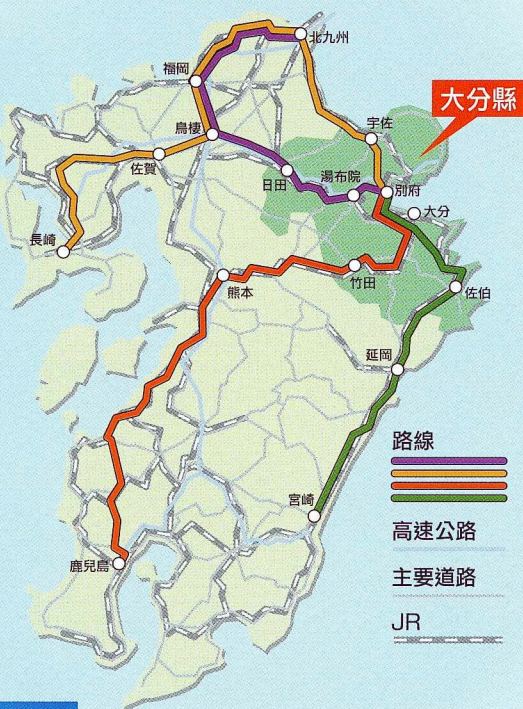 北九州
福岡
大分縣
鳥棲
宇佐
佐賀
日田
湯布院
別府
大分
長崎
熊本
竹田
佐伯
延岡
路線
宮崎
高速公路
鹿兒島
主要道路
JR